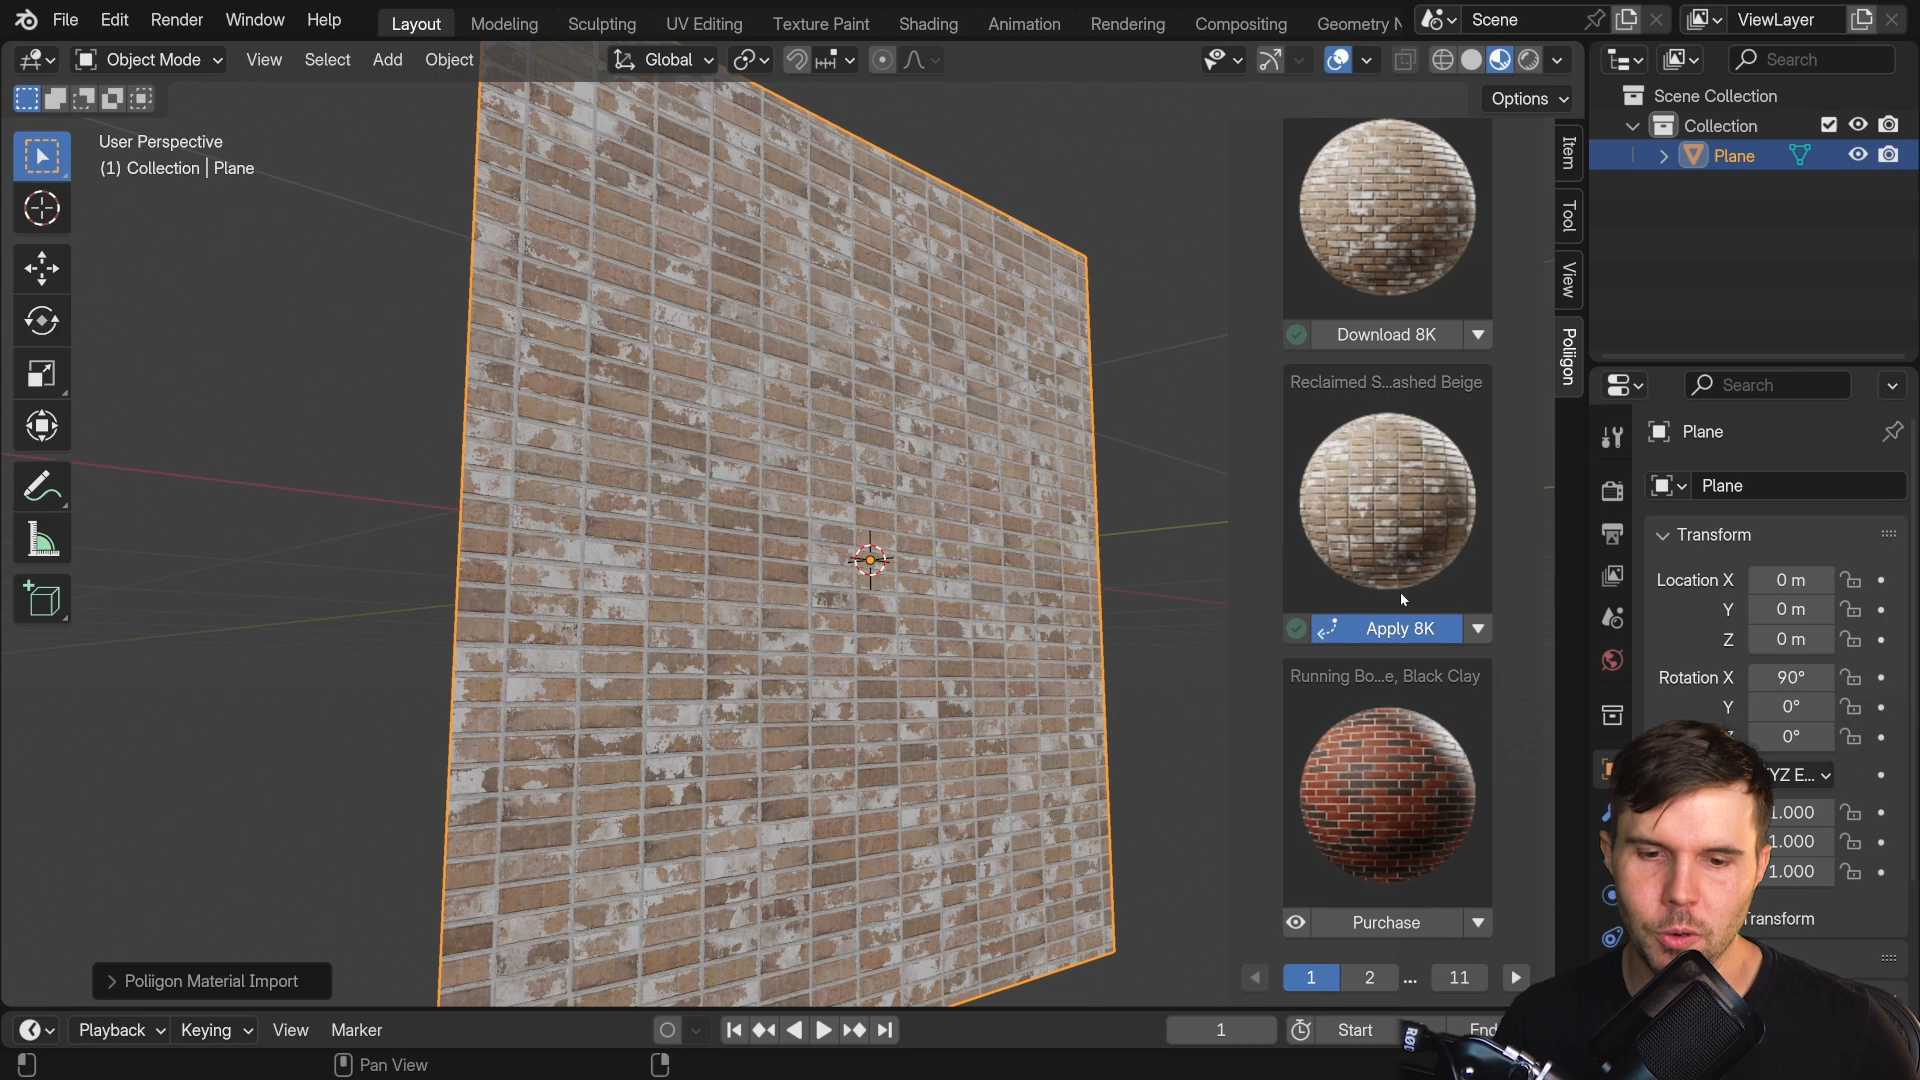 File Edit Render Window Help
Layout Modeling Sculpting UV Editing Texture Paint Shading Animation Rendering Compositing Geometry N
Scene
ViewLayer
Object Mode View Select Add Object
Global
Search
Options
User Perspective
(1) Collection | Plane
Scene Collection
Collection
Plane
Item
Tool
View
Poliigon
Download 8K
Reclaimed S...ashed Beige
Apply 8K
Running Bo...e, Black Clay
Purchase
1 2 ... 11
Search
Plane
Plane
Transform
Location X 0 m
Y 0 m
Z 0 m
Rotation X 90°
Y 0°
0°
YZ E...
1.000
1.000
1.000
ransform
Poliigon Material Import
Playback Keying View Marker
1
Start
End
Pan View
RØD